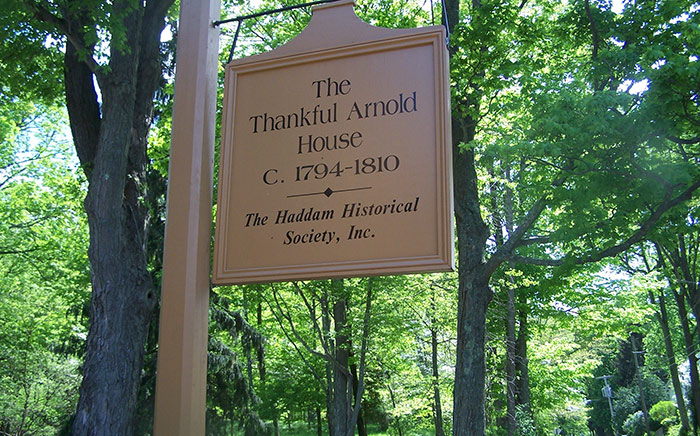 The
Thankful Arnold
House
C. 1794-1810
The Haddam Historical
Society, Inc.